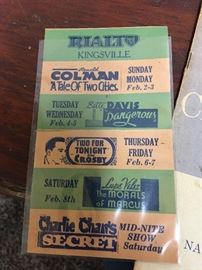 RIALTO
KINGSVILLE
Ronald
COLMAN
A Tale Of Two Cities.
SUNDAY
MONDAY
Feb. 2-3
TUESDAY
WEDNESDAY
Feb. 4-5
Bette DAVIS
Dangerous
TWO FOR
TONIGHT
CROSBY
THURSDAY -
FRIDAY
Feb. 6-7
SATURDAY
Feb. 8th
Lupe Velez
The MORALS
of MARCUS
Charlie Chan's
SECRET
MID-NITE
SHOW
Saturday
C
NA